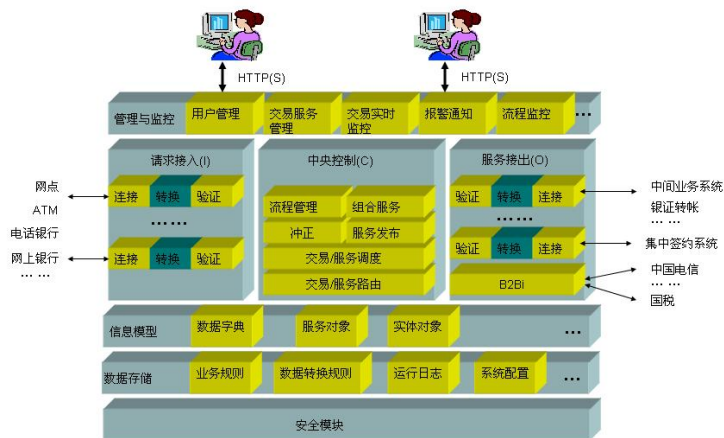 HTTP(S)
HTTP(S)
管理与监控
用户管理
交易服务
管理
交易实时
监控
报警通知
流程监控
...
请求接入(I)
中央控制(C)
服务接出(O)
网点
ATM
电话银行
网上银行
... ...
连接
转换
验证
... ...
连接
转换
验证
流程管理
组合服务
冲正
服务发布
交易/服务调度
交易/服务路由
验证
转换
连接
... ...
验证
转换
连接
B2Bi
中间业务系统
银证转帐
... ...
集中签约系统
中国电信
... ...
国税
信息模型
数据字典
服务对象
实体对象
...
数据存储
业务规则
数据转换规则
运行日志
系统配置
...
安全模块